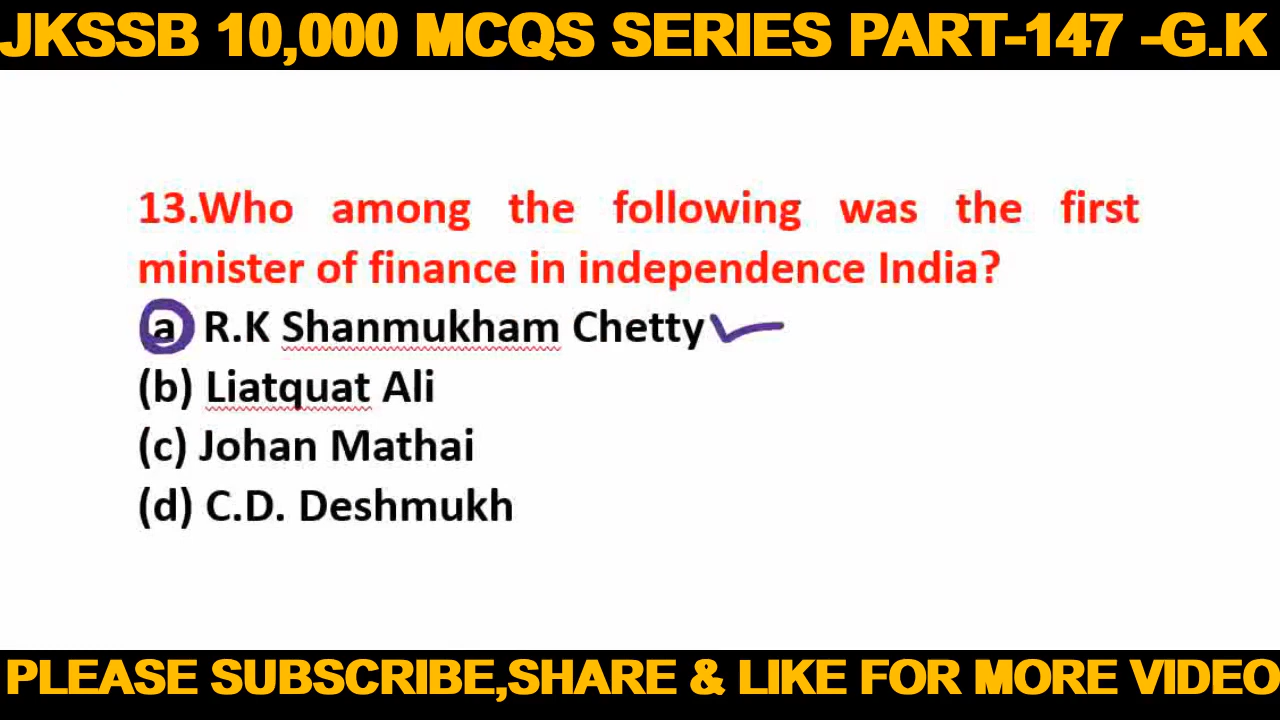 JKSSB 10,000 MCQS SERIES PART-147 -G.K
13.Who among the following was the first
minister of finance in independence India?
a R.K Shanmukham Chetty
(b) Liatquat Ali
(c) Johan Mathai
(d) C.D. Deshmukh
PLEASE SUBSCRIBE,SHARE & LIKE FOR MORE VIDEO